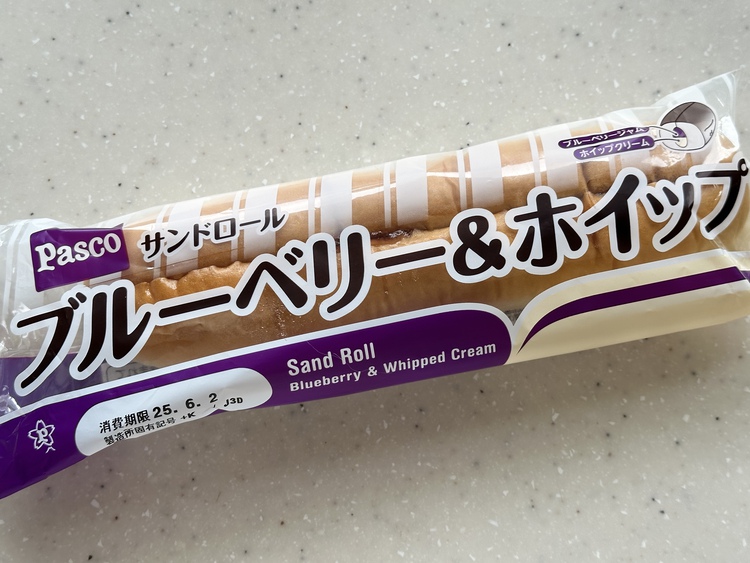 Pasco
サンドロール
ブルーベリージャム
ホイップクリーム
ブルーベリー&ホイップ
Sand Roll
Blueberry & Whipped Cream
消費期限 25. 6. 2
製造所固有記号 +K J3D